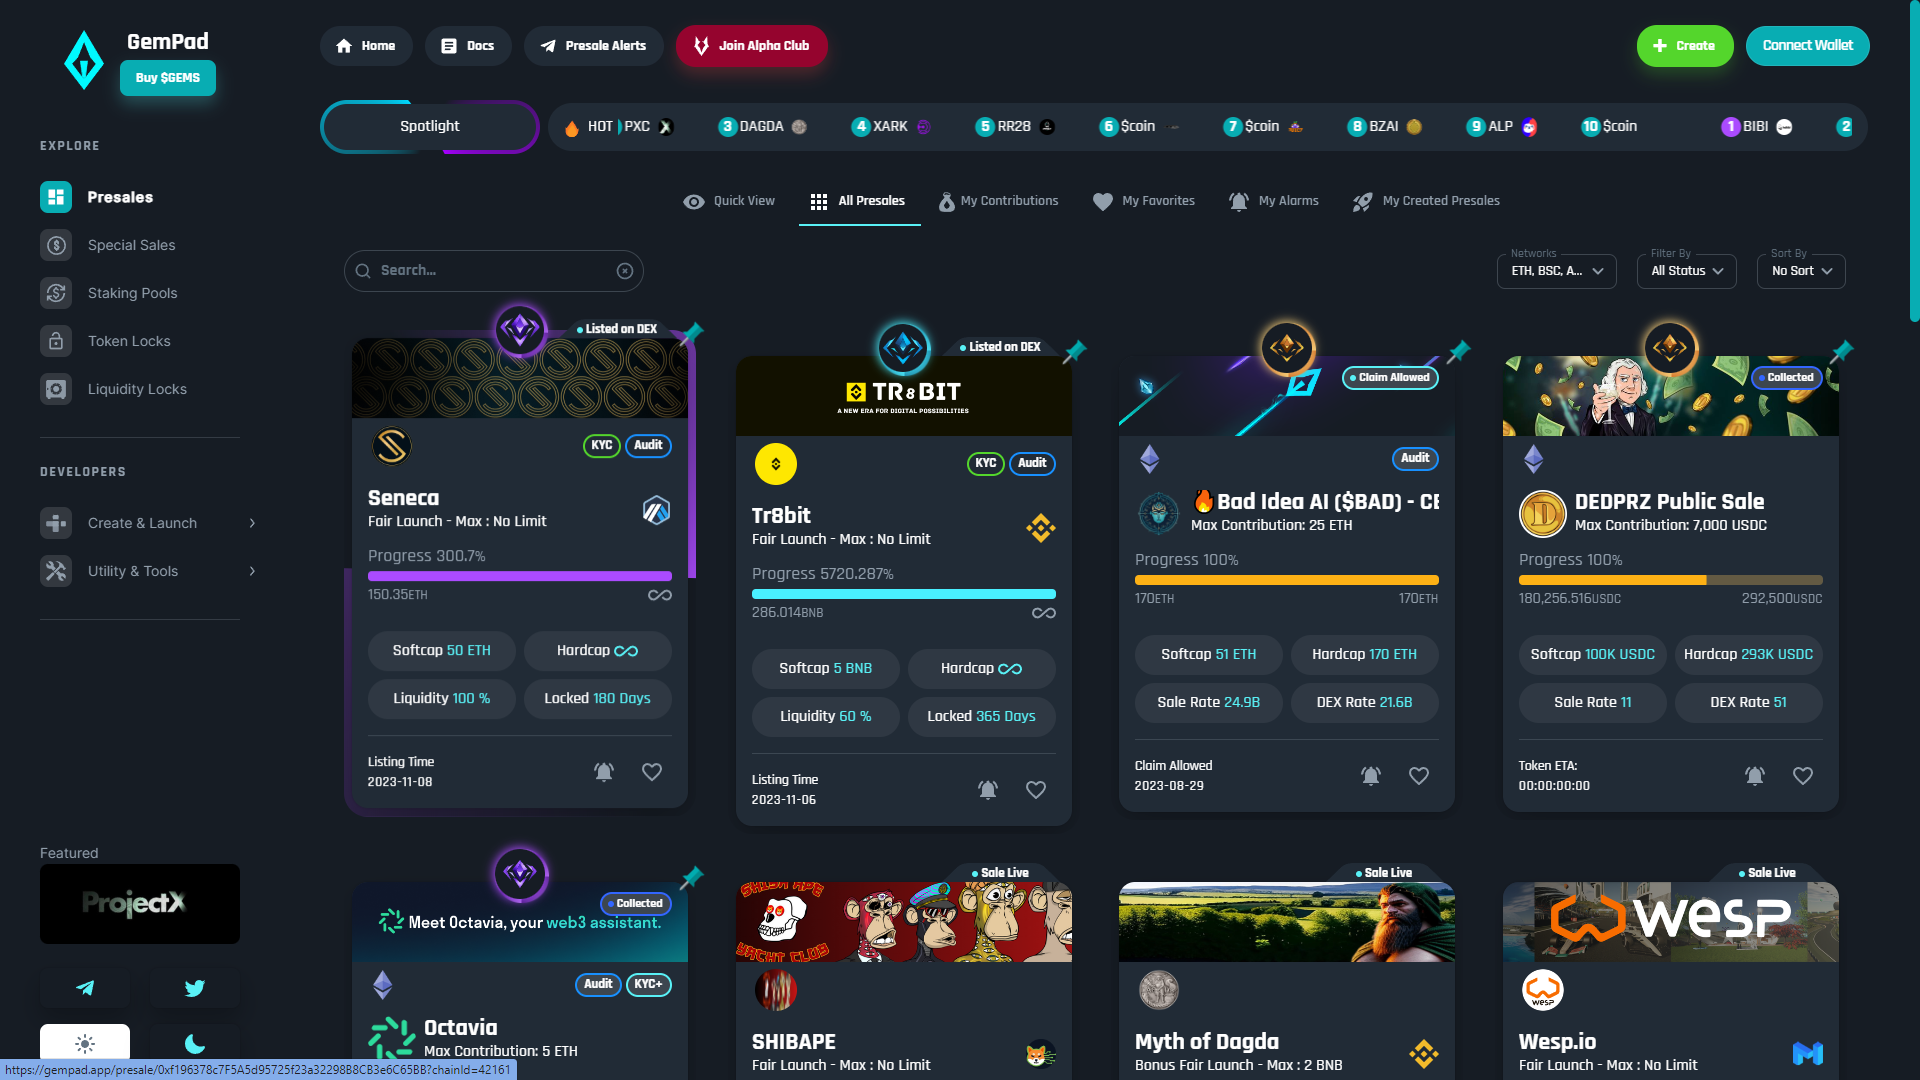 GemPad
Buy $GEMS
Home
Docs
Presale Alerts
Join Alpha Club
Create
Connect Wallet
Spotlight
HOT
PXC
3 DAGDA
4 XARK
5 RR28
6 $coin
7 $coin
8 BZAI
9 ALP
10 $coin
1 BIBI
2
EXPLORE
Presales
Special Sales
Staking Pools
Token Locks
Liquidity Locks
DEVELOPERS
Create & Launch
Utility & Tools
Featured
ProjectX
Quick View
All Presales
My Contributions
My Favorites
My Alarms
My Created Presales
Search...
Networks
ETH, BSC, A...
Filter By
All Status
Sort By
No Sort
Listed on DEX
KYC
Audit
Seneca
Fair Launch - Max : No Limit
Progress 300.7%
150.35ETH
Softcap 50 ETH
Hardcap
Liquidity 100 %
Locked 180 Days
Listing Time
2023-11-08
Listed on DEX
TR8BIT
A NEW ERA FOR DIGITAL POSSIBILITIES
KYC
Audit
Tr8bit
Fair Launch - Max : No Limit
Progress 5720.287%
286.014BNB
Softcap 5 BNB
Hardcap
Liquidity 60 %
Locked 365 Days
Listing Time
2023-11-06
Claim Allowed
Audit
Bad Idea AI ($BAD) - CE
Max Contribution: 25 ETH
Progress 100%
170ETH
170ETH
Softcap 51 ETH
Hardcap 170 ETH
Sale Rate 24.9B
DEX Rate 21.6B
Claim Allowed
2023-08-29
Collected
DEDPRZ Public Sale
Max Contribution: 7,000 USDC
Progress 100%
180,256.516USDC
292,500USDC
Softcap 100K USDC
Hardcap 293K USDC
Sale Rate 11
DEX Rate 51
Token ETA:
00:00:00:00
Collected
Meet Octavia, your web3 assistant.
Audit
KYC+
Octavia
Max Contribution: 5 ETH
Sale Live
SHIBA APE
YACHT CLUB
SHIBAPE
Fair Launch - Max : No Limit
Sale Live
Myth of Dagda
Bonus Fair Launch - Max : 2 BNB
Sale Live
WESP
WESP
Wesp.io
Fair Launch - Max : No Limit
https://gempad.app/presale/0xf196378c7F5A5d95725f23a32298B8CB3e6C65BB?chainId=42161